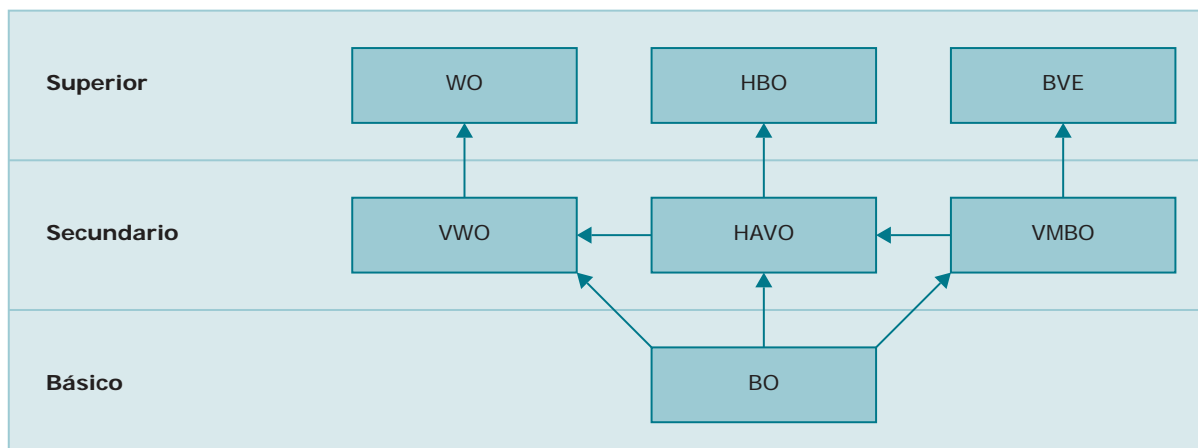 Superior
WO
HBO
BVE
Secundario
VWO
HAVO
VMBO
Básico
BO